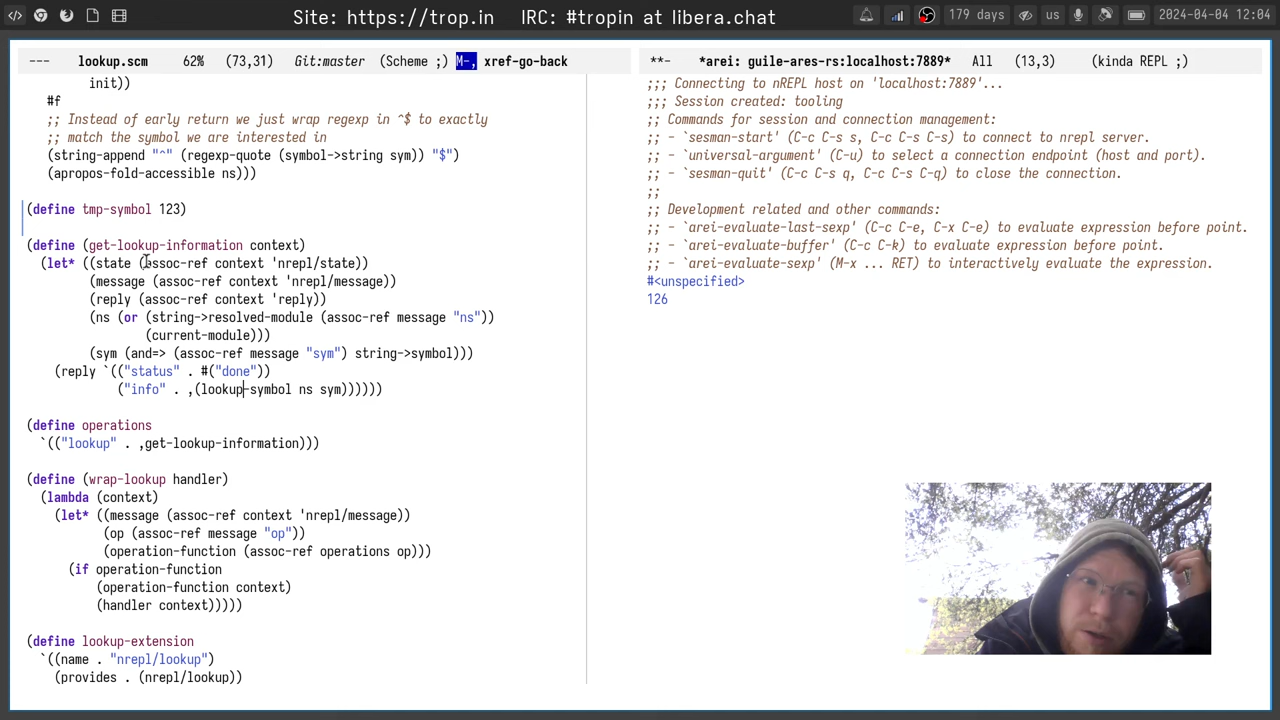 Site: https://trop.in IRC: #tropin at libera.chat
179 days us 2024-04-04 12:04
--- lookup.scm 62% (73,31) Git:master (Scheme ;) M-, xref-go-back
init))
#f
;; Instead of early return we just wrap regexp in ^$ to exactly
;; match the symbol we are interested in
(string-append "^" (regexp-quote (symbol->string sym)) "$")
(apropos-fold-accessible ns)))
(define tmp-symbol 123)
(define (get-lookup-information context)
(let* ((state (assoc-ref context 'nrepl/state))
(message (assoc-ref context 'nrepl/message))
(reply (assoc-ref context 'reply))
(ns (or (string->resolved-module (assoc-ref message "ns"))
(current-module)))
(sym (and=> (assoc-ref message "sym") string->symbol)))
(reply `(("status" . #("done"))
("info" . ,(lookup-symbol ns sym))))))
(define operations
`(("lookup" . ,get-lookup-information)))
(define (wrap-lookup handler)
(lambda (context)
(let* ((message (assoc-ref context 'nrepl/message))
(op (assoc-ref message "op"))
(operation-function (assoc-ref operations op)))
(if operation-function
(operation-function context)
(handler context)))))
(define lookup-extension
`((name . "nrepl/lookup")
(provides . (nrepl/lookup))
**- *arei: guile-ares-rs:localhost:7889* All (13,3) (kinda REPL ;)
;;; Connecting to nREPL host on 'localhost:7889'...
;;; Session created: tooling
;; Commands for session and connection management:
;; - `sesman-start' (C-c C-s s, C-c C-s C-s) to connect to nrepl server.
;; - `universal-argument' (C-u) to select a connection endpoint (host and port).
;; - `sesman-quit' (C-c C-s q, C-c C-s C-q) to close the connection.
;;
;; Development related and other commands:
;; - `arei-evaluate-last-sexp' (C-c C-e, C-x C-e) to evaluate expression before point.
;; - `arei-evaluate-buffer' (C-c C-k) to evaluate expression before point.
;; - `arei-evaluate-sexp' (M-x ... RET) to interactively evaluate the expression.
#<unspecified>
126